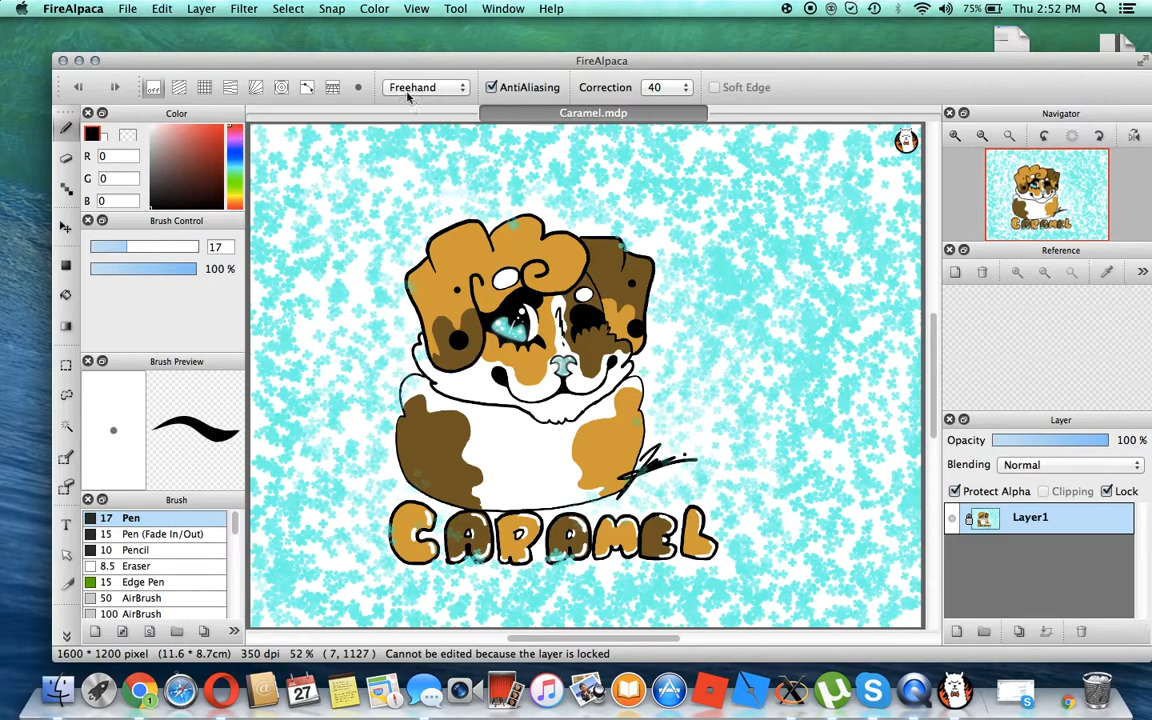 FireAlpaca File Edit Layer Filter Select Snap Color View Tool Window Help 75% Thu 2:52 PM
FireAlpaca
off Freehand AntiAliasing Correction 40 Soft Edge
Color Caramel.mdp Navigator
R 0
G 0
B 0
Brush Control
17
100 %
Reference
Brush Preview
Layer
Opacity 100 %
Blending Normal
Protect Alpha Clipping Lock
Layer1
Brush
17 Pen
15 Pen (Fade In/Out)
10 Pencil
8.5 Eraser
15 Edge Pen
50 AirBrush
100 AirBrush
CARAMEL
1600 * 1200 pixel (11.6 * 8.7cm) 350 dpi 52 % ( 7, 1127 ) Cannot be edited because the layer is locked